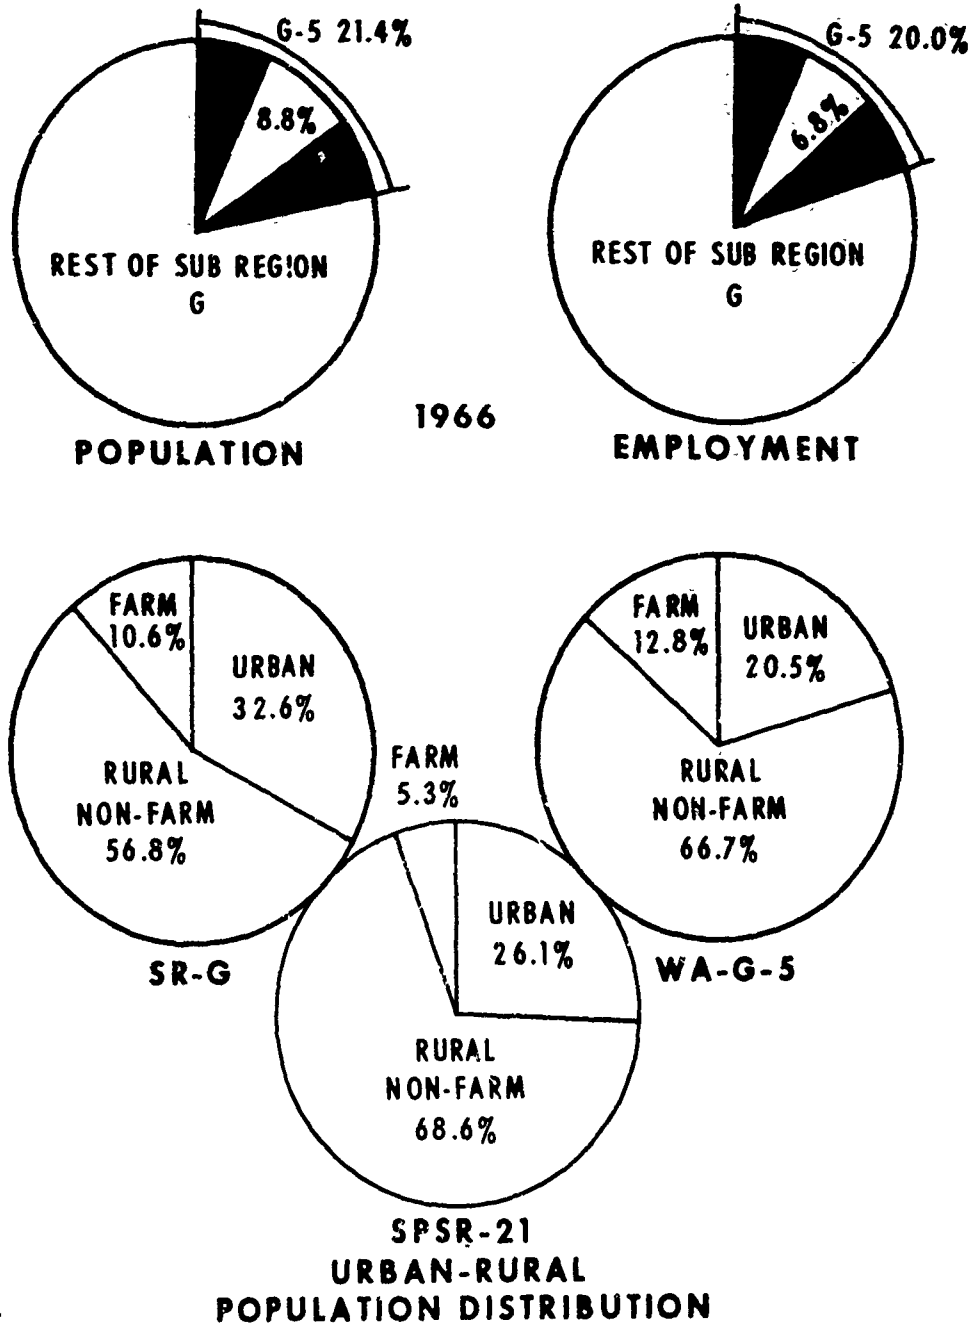 G-5 21.4%
8.8%
REST OF SUB REGION
G
POPULATION
G-5 20.0%
6.8%
REST OF SUB REGION
G
EMPLOYMENT
1966
FARM
10.6%
URBAN
32.6%
RURAL
NON-FARM
56.8%
SR-G
FARM
12.8%
URBAN
20.5%
RURAL
NON-FARM
66.7%
WA-G-5
FARM
5.3%
URBAN
26.1%
RURAL
NON-FARM
68.6%
SPSR-21
URBAN-RURAL
POPULATION DISTRIBUTION